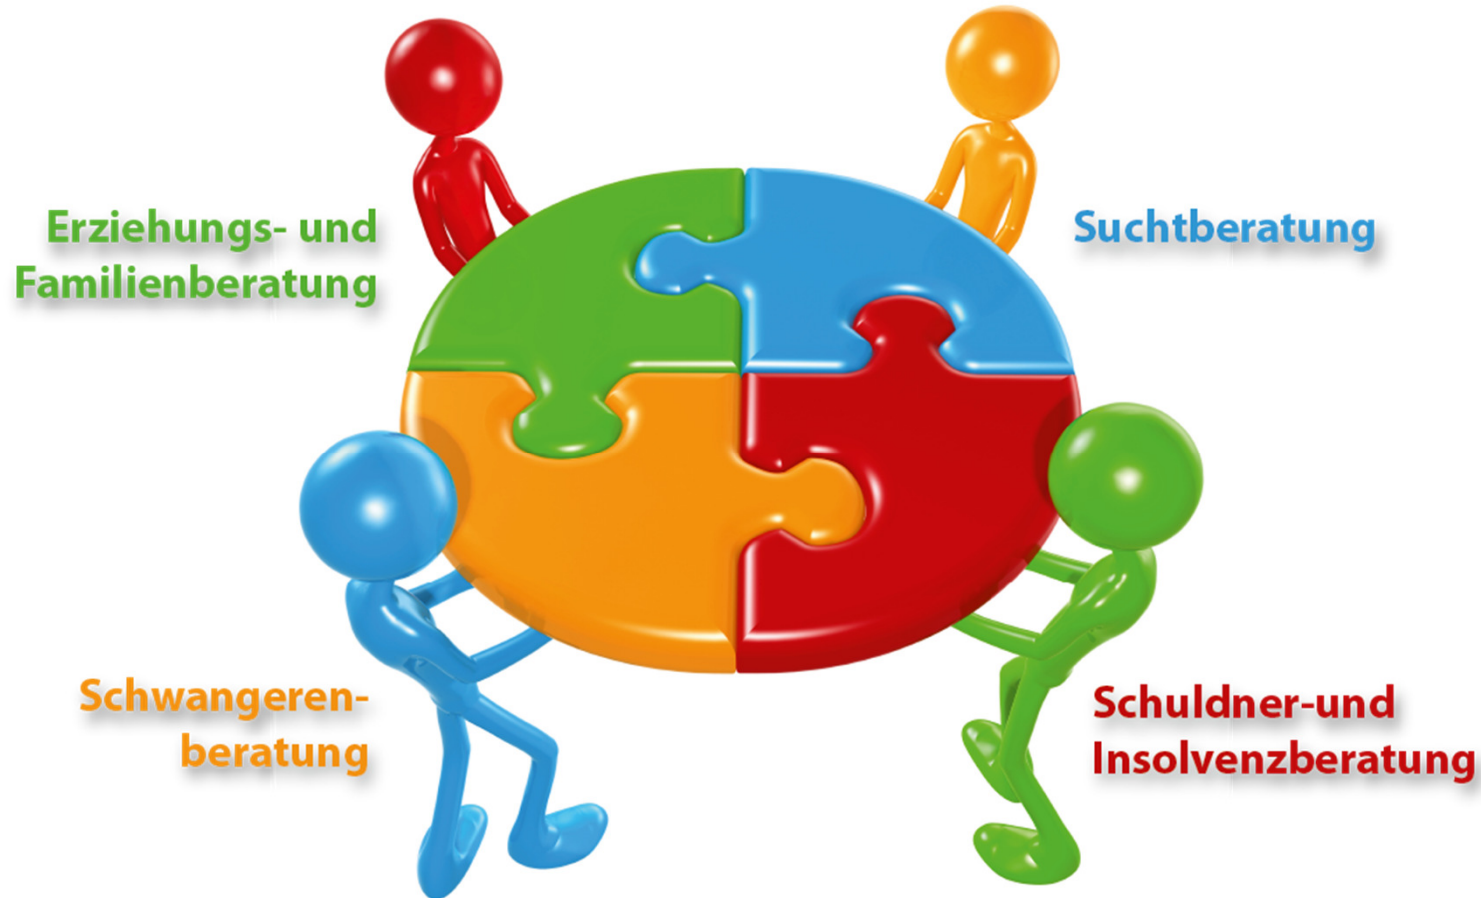 Erziehungs- und
Familienberatung
Suchtberatung
Schwangeren-
beratung
Schuldner-und
Insolvenzberatung